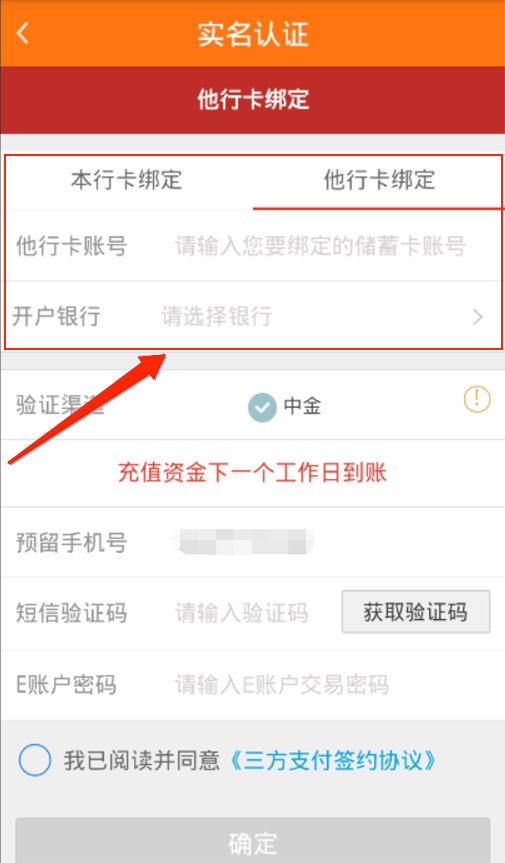 实名认证
他行卡绑定
本行卡绑定 他行卡绑定
他行卡账号 请输入您要绑定的储蓄卡账号
开户银行 请选择银行
验证渠道 中金
充值资金下一个工作日到账
预留手机号
短信验证码 请输入验证码 获取验证码
E账户密码 请输入E账户交易密码
我已阅读并同意《三方支付签约协议》
确定